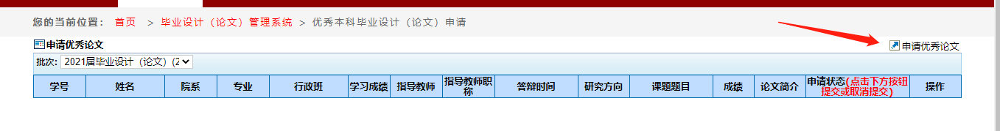 您的当前位置： 首页 > 毕业设计（论文）管理系统 > 优秀本科毕业设计（论文）申请
申请优秀论文
申请优秀论文
批次: 2021届毕业设计（论文）(2
学号 姓名 院系 专业 行政班 学习成绩 指导教师 指导教师职称 答辩时间 研究方向 课题题目 成绩 论文简介 申请状态(点击下方按钮提交或取消提交) 操作